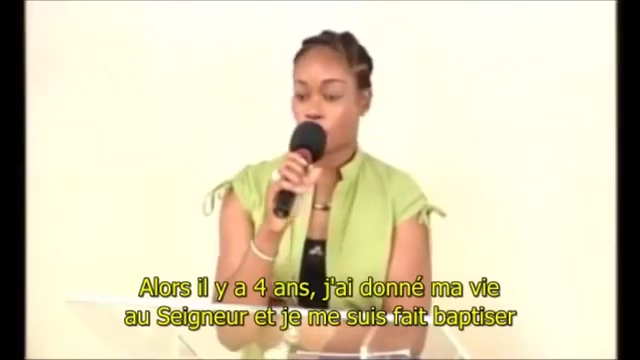 Alors il y a 4 ans, j'ai donné ma vie
au Seigneur et je me suis fait baptiser